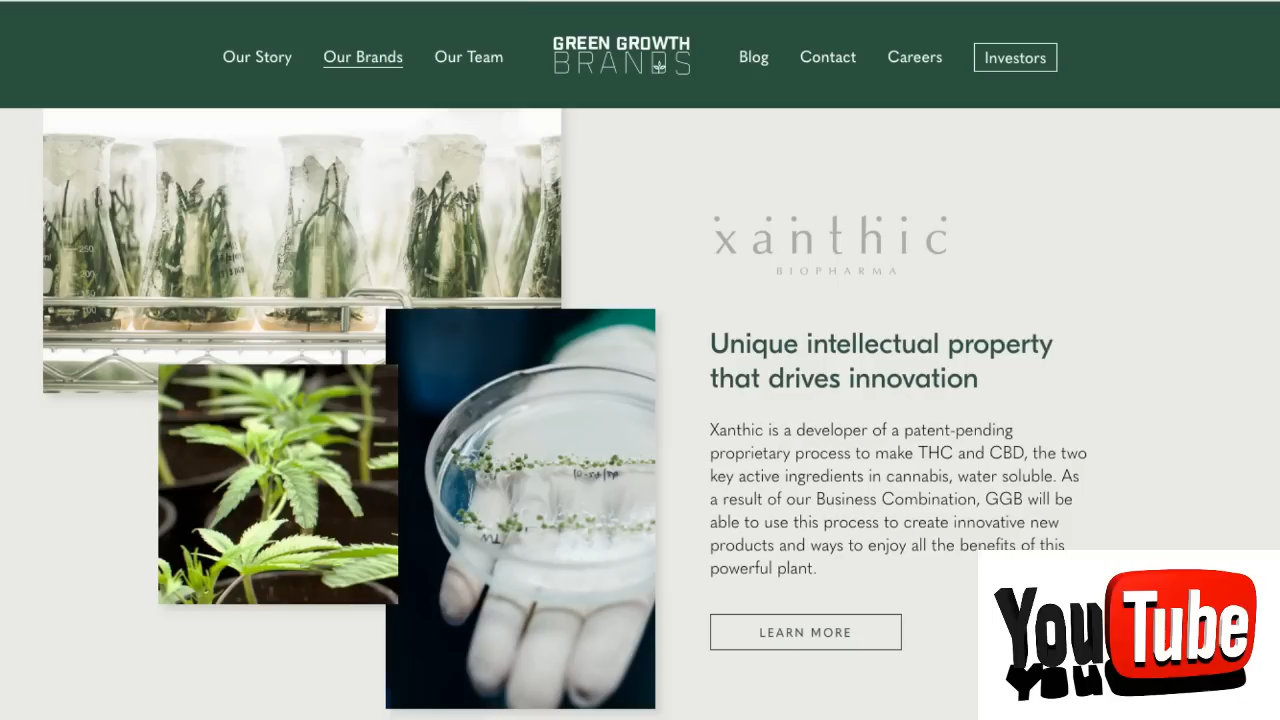 Our Story
Our Brands
Our Team
GREEN GROWTH
BRANDS
Blog
Contact
Careers
Investors
xanthic
BIOPHARMA
Unique intellectual property
that drives innovation
Xanthic is a developer of a patent-pending
proprietary process to make THC and CBD, the two
key active ingredients in cannabis, water soluble. As
a result of our Business Combination, GGB will be
able to use this process to create innovative new
products and ways to enjoy all the benefits of this
powerful plant.
LEARN MORE
250
200
100
YouTube